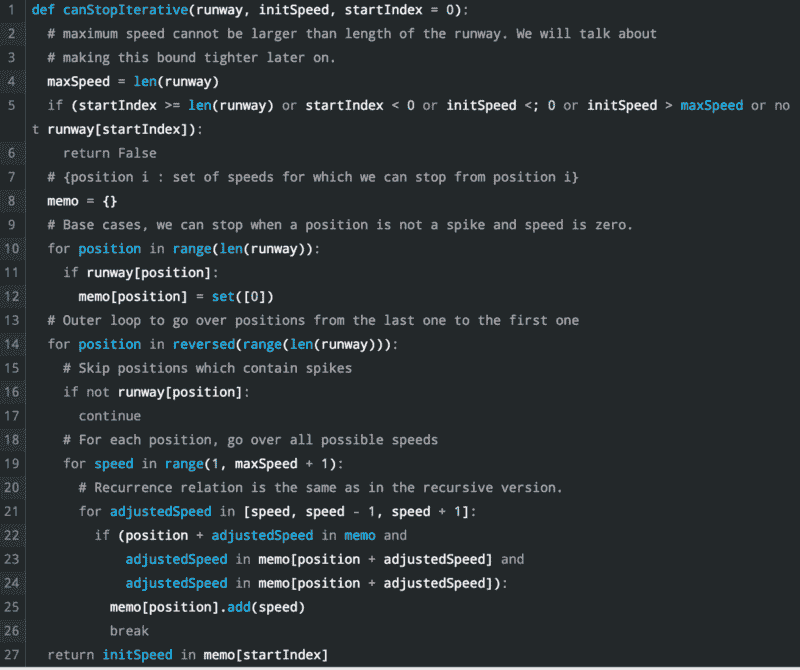 1 def canStopIterative(runway, initSpeed, startIndex = 0):
2 # maximum speed cannot be larger than length of the runway. We will talk about
3 # making this bound tighter later on.
4 maxSpeed = len(runway)
5 if (startIndex >= len(runway) or startIndex < 0 or initSpeed <; 0 or initSpeed > maxSpeed or no
t runway[startIndex]):
6 return False
7 # {position i : set of speeds for which we can stop from position i}
8 memo = {}
9 # Base cases, we can stop when a position is not a spike and speed is zero.
10 for position in range(len(runway)):
11 if runway[position]:
12 memo[position] = set([0])
13 # Outer loop to go over positions from the last one to the first one
14 for position in reversed(range(len(runway))):
15 # Skip positions which contain spikes
16 if not runway[position]:
17 continue
18 # For each position, go over all possible speeds
19 for speed in range(1, maxSpeed + 1):
20 # Recurrence relation is the same as in the recursive version.
21 for adjustedSpeed in [speed, speed - 1, speed + 1]:
22 if (position + adjustedSpeed in memo and
23 adjustedSpeed in memo[position + adjustedSpeed] and
24 adjustedSpeed in memo[position + adjustedSpeed]):
25 memo[position].add(speed)
26 break
27 return initSpeed in memo[startIndex]